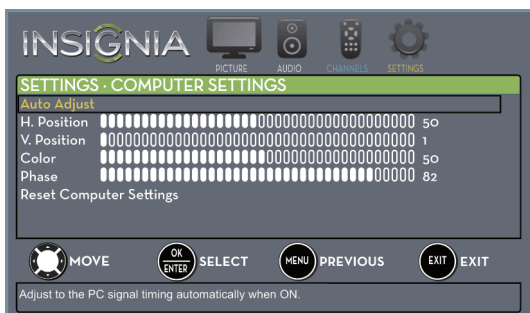 INSIGNIA
PICTURE AUDIO CHANNELS SETTINGS
SETTINGS · COMPUTER SETTINGS
Auto Adjust
H. Position 50
V. Position 1
Color 50
Phase 82
Reset Computer Settings
MOVE OK ENTER SELECT MENU PREVIOUS EXIT EXIT
Adjust to the PC signal timing automatically when ON.